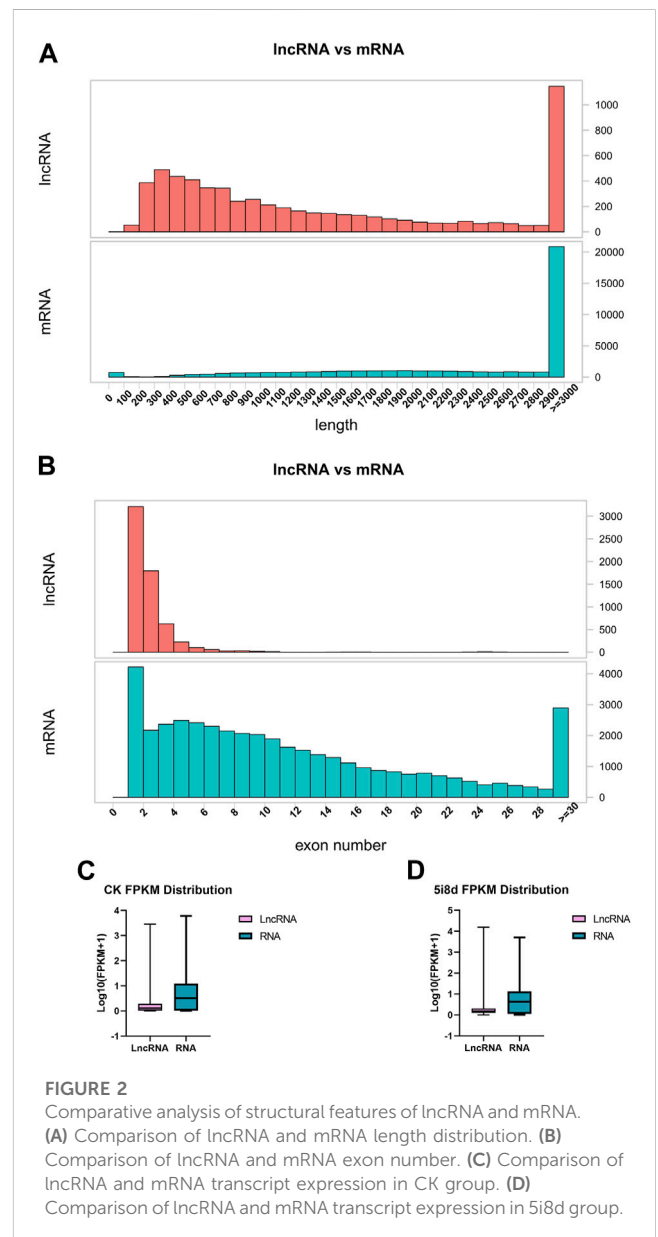 A
lncRNA vs mRNA
lncRNA
1000
800
600
400
200
0
mRNA
20000
15000
10000
5000
0
0 100 200 300 400 500 600 700 800 900 1000 1100 1200 1300 1400 1500 1600 1700 1800 1900 2000 2100 2200 2300 2400 2500 2600 2700 2800 2900 >=3000
length
B
lncRNA vs mRNA
lncRNA
3000
2500
2000
1500
1000
500
0
mRNA
4000
3000
2000
1000
0
0 2 4 6 8 10 12 14 16 18 20 22 24 26 28 >=30
exon number
C
CK FPKM Distribution
Log10(FPKM+1)
4
3
2
1
0
-1
LncRNA RNA
LncRNA
RNA
D
5i8d FPKM Distribution
Log10(FPKM+1)
5
4
3
2
1
0
-1
LncRNA RNA
LncRNA
RNA
FIGURE 2
Comparative analysis of structural features of lncRNA and mRNA.
(A) Comparison of lncRNA and mRNA length distribution. (B)
Comparison of lncRNA and mRNA exon number. (C) Comparison of
lncRNA and mRNA transcript expression in CK group. (D)
Comparison of lncRNA and mRNA transcript expression in 5i8d group.